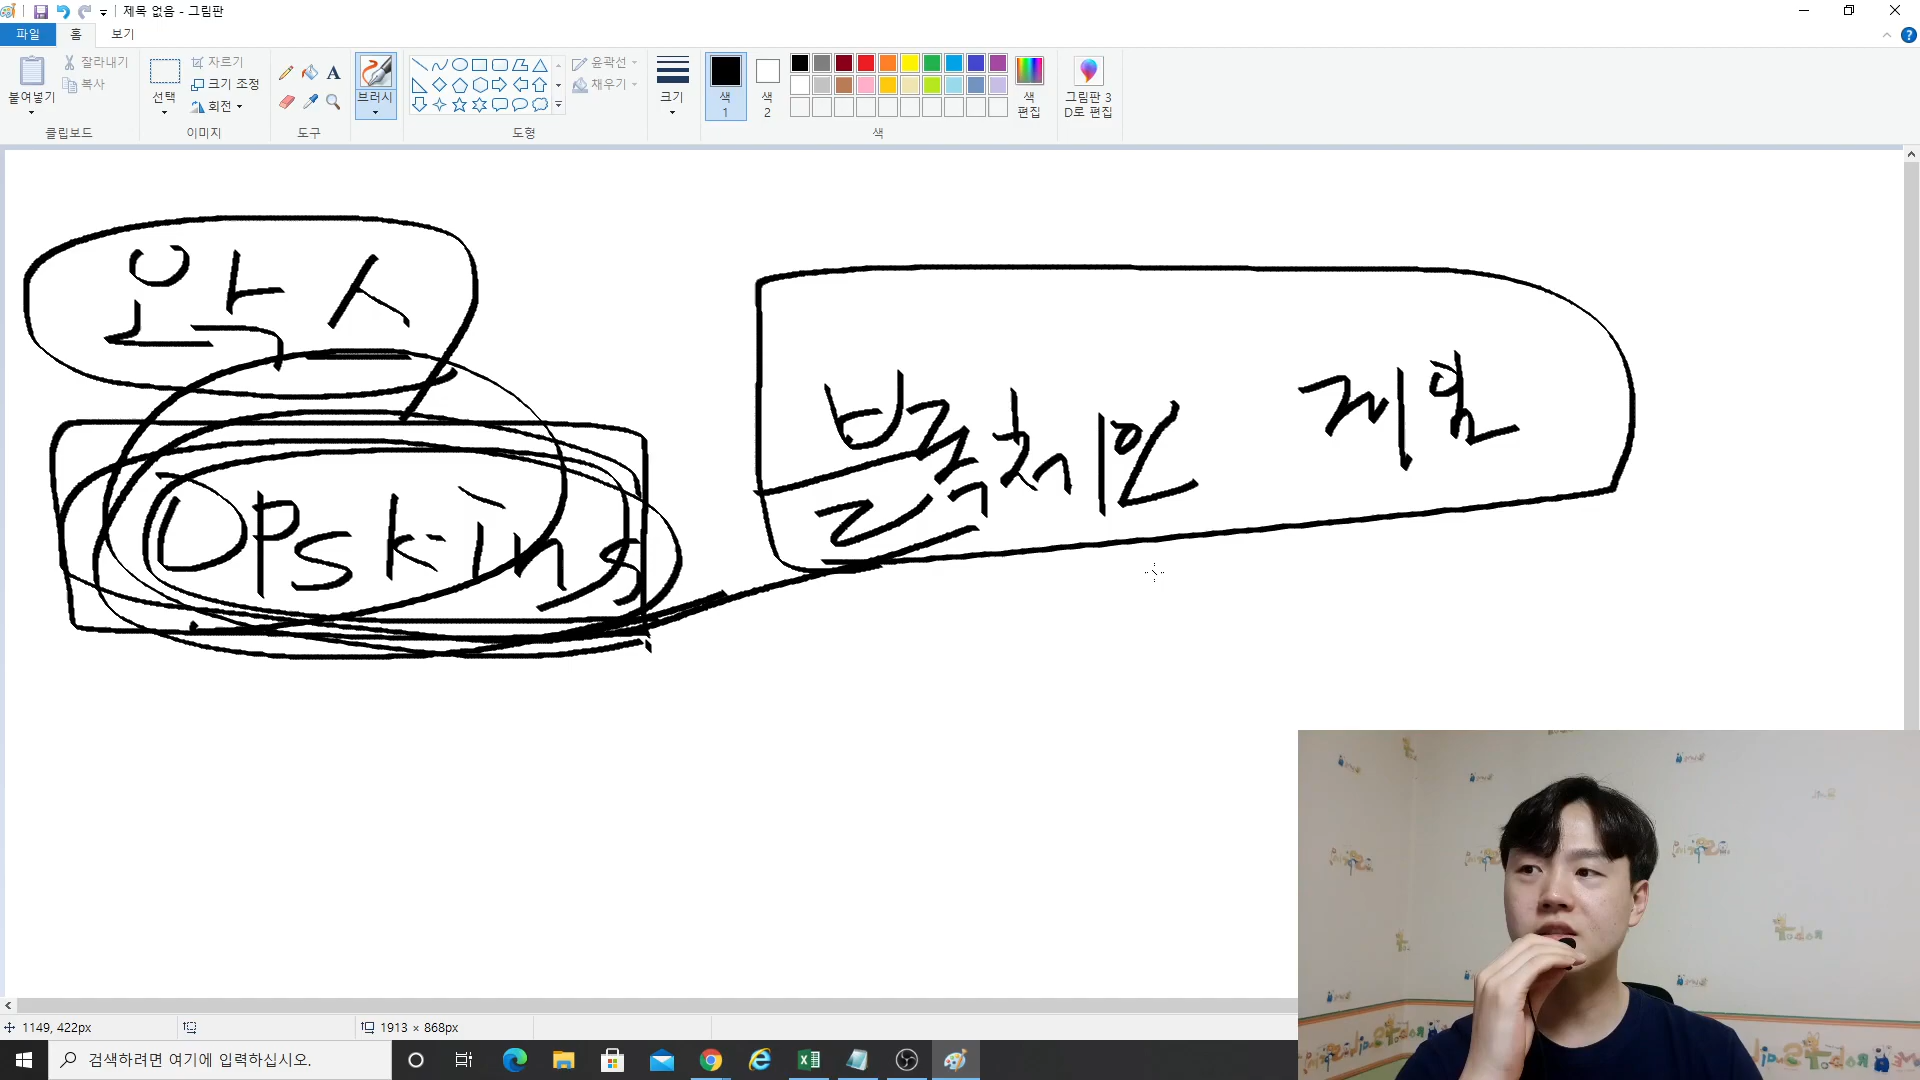 제목 없음 - 그림판
파일 홈 보기
붙여넣기
잘라내기
복사
클립보드
선택
자르기
크기 조정
회전
이미지
도구
브러시
윤곽선
채우기
도형
크기
색 1
색 2
색 편집
색
그림판 3D로 편집
왁스
OPSkins
블록체인 게임
1149, 422px
1913 × 868px
검색하려면 여기에 입력하십시오.